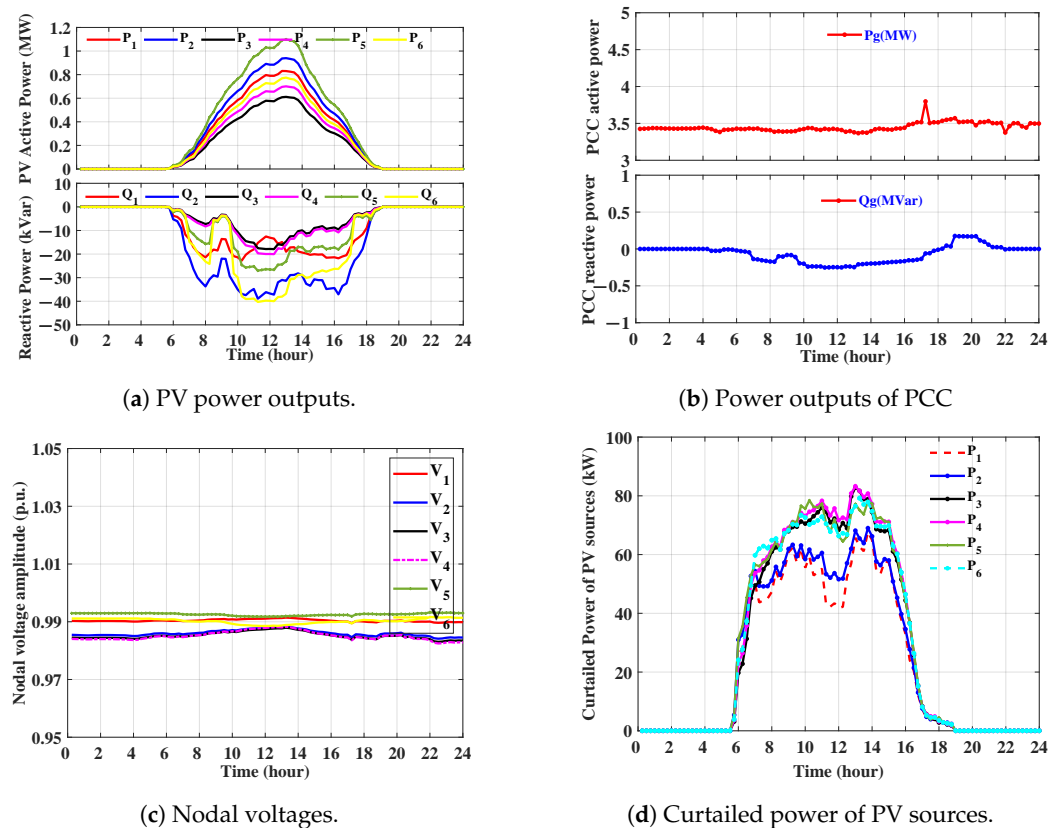 PV Active Power (MW)
1.2
1
0.8
0.6
0.4
0.2
0
P1 P2 P3 P4 P5 P6
Reactive Power (kVar)
10
0
−10
−20
−30
−40
−50
Q1 Q2 Q3 Q4 Q5 Q6
0 2 4 6 8 10 12 14 16 18 20 22 24
Time (hour)
(a) PV power outputs.
PCC active power
5
4.5
4
3.5
3
Pg(MW)
PCC reactive power
1
0.5
0
−0.5
−1
Qg(MVar)
0 2 4 6 8 10 12 14 16 18 20 22 24
Time (hour)
(b) Power outputs of PCC
Nodal voltage amplitude (p.u.)
1.05
1.03
1.01
0.99
0.97
0.95
V1
V2
V3
V4
V5
V6
0 2 4 6 8 10 12 14 16 18 20 22 24
Time (hour)
(c) Nodal voltages.
Curtailed Power of PV sources (kW)
100
80
60
40
20
0
P1
P2
P3
P4
P5
P6
0 2 4 6 8 10 12 14 16 18 20 22 24
Time (hour)
(d) Curtailed power of PV sources.